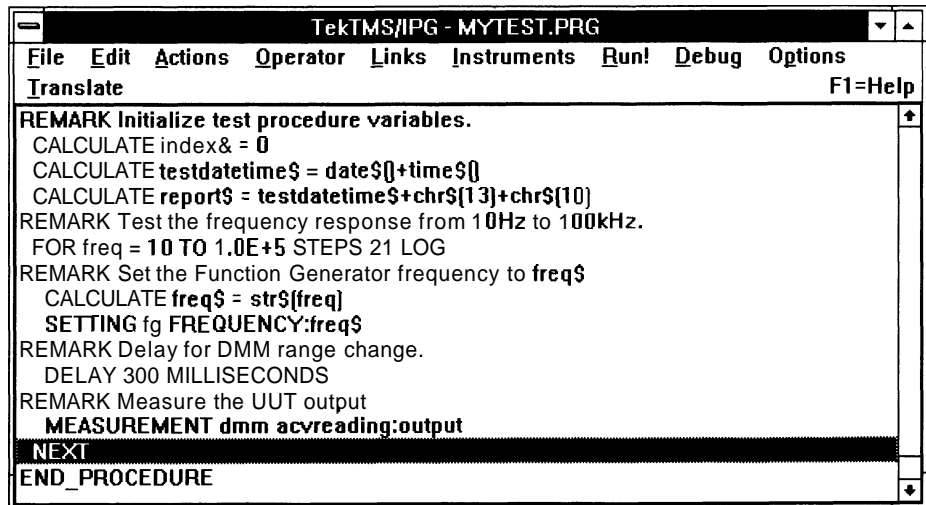 TekTMS/IPG - MYTEST.PRG
File Edit Actions Operator Links Instruments Run! Debug Options
Translate F1=Help
REMARK Initialize test procedure variables.
CALCULATE index& = 0
CALCULATE testdatetime$ = date$()+time$()
CALCULATE report$ = testdatetime$+chr$(13)+chr$(10)
REMARK Test the frequency response from 10Hz to 100kHz.
FOR freq = 10 TO 1.0E+5 STEPS 21 LOG
REMARK Set the Function Generator frequency to freq$
CALCULATE freq$ = str$(freq)
SETTING fg FREQUENCY:freq$
REMARK Delay for DMM range change.
DELAY 300 MILLISECONDS
REMARK Measure the UUT output
MEASUREMENT dmm acvreading:output
NEXT
END_PROCEDURE